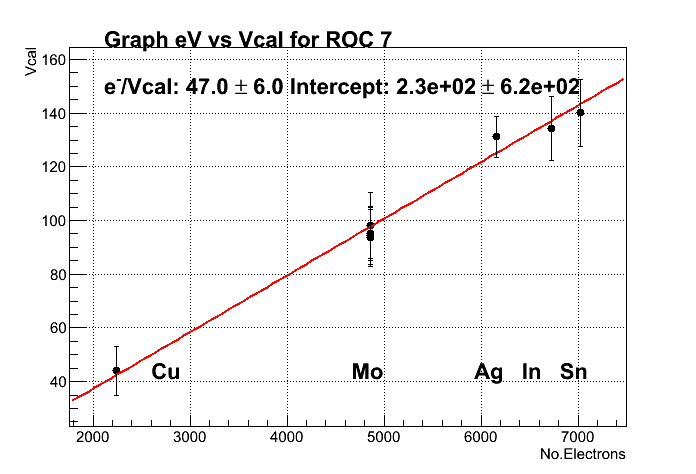 Graph eV vs Vcal for ROC 7
Vcal
e⁻/Vcal: 47.0 ± 6.0 Intercept: 2.3e+02 ± 6.2e+02
160
140
120
100
80
60
40
Cu Mo Ag In Sn
2000 3000 4000 5000 6000 7000
No.Electrons